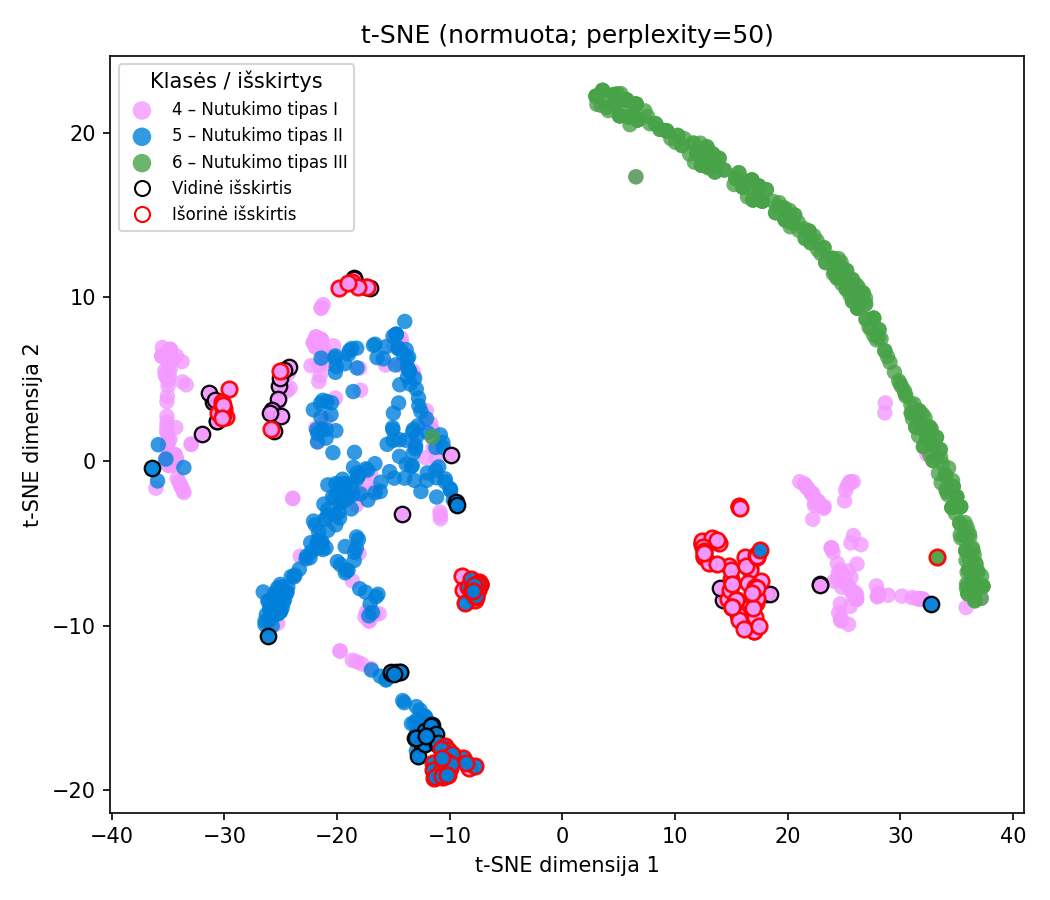 t-SNE (normuota; perplexity=50)
Klasės / išskirtys
4 – Nutukimo tipas I
5 – Nutukimo tipas II
6 – Nutukimo tipas III
Vidinė išskirtis
Išorinė išskirtis
t-SNE dimensija 2
20
10
0
−10
−20
−40
−30
−20
−10
0
10
20
30
40
t-SNE dimensija 1